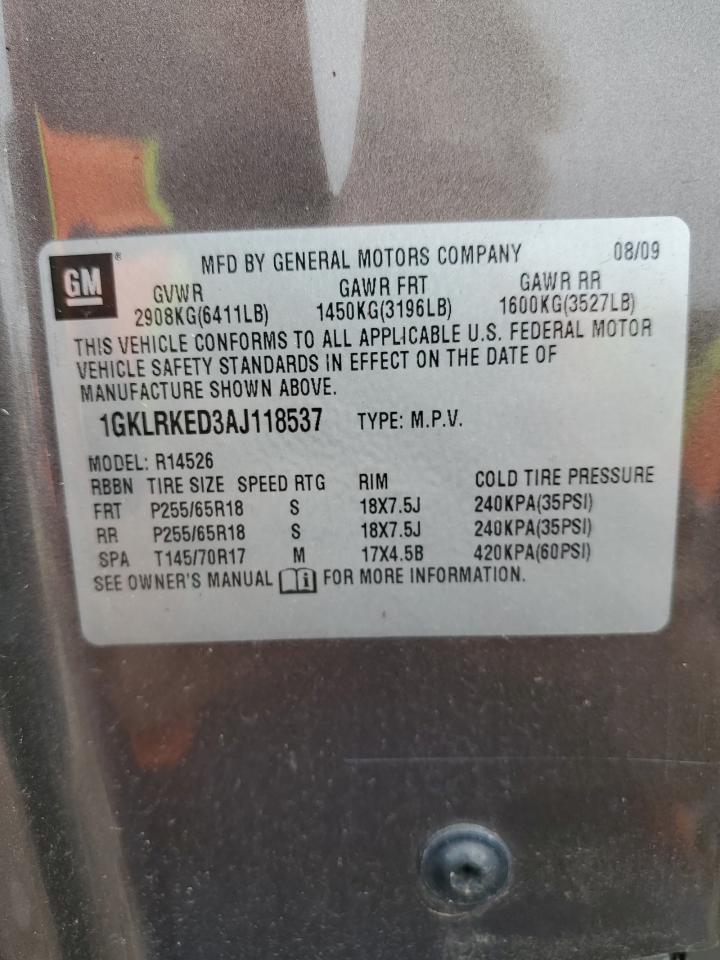 GM ® MFD BY GENERAL MOTORS COMPANY 08/09
GVWR GAWR FRT GAWR RR
2908KG(6411LB) 1450KG(3196LB) 1600KG(3527LB)
THIS VEHICLE CONFORMS TO ALL APPLICABLE U.S. FEDERAL MOTOR
VEHICLE SAFETY STANDARDS IN EFFECT ON THE DATE OF
MANUFACTURE SHOWN ABOVE.
1GKLRKED3AJ118537 TYPE: M.P.V.
MODEL: R14526
RBBN TIRE SIZE SPEED RTG RIM COLD TIRE PRESSURE
FRT P255/65R18 S 18X7.5J 240KPA(35PSI)
RR P255/65R18 S 18X7.5J 240KPA(35PSI)
SPA T145/70R17 M 17X4.5B 420KPA(60PSI)
SEE OWNER'S MANUAL i FOR MORE INFORMATION.